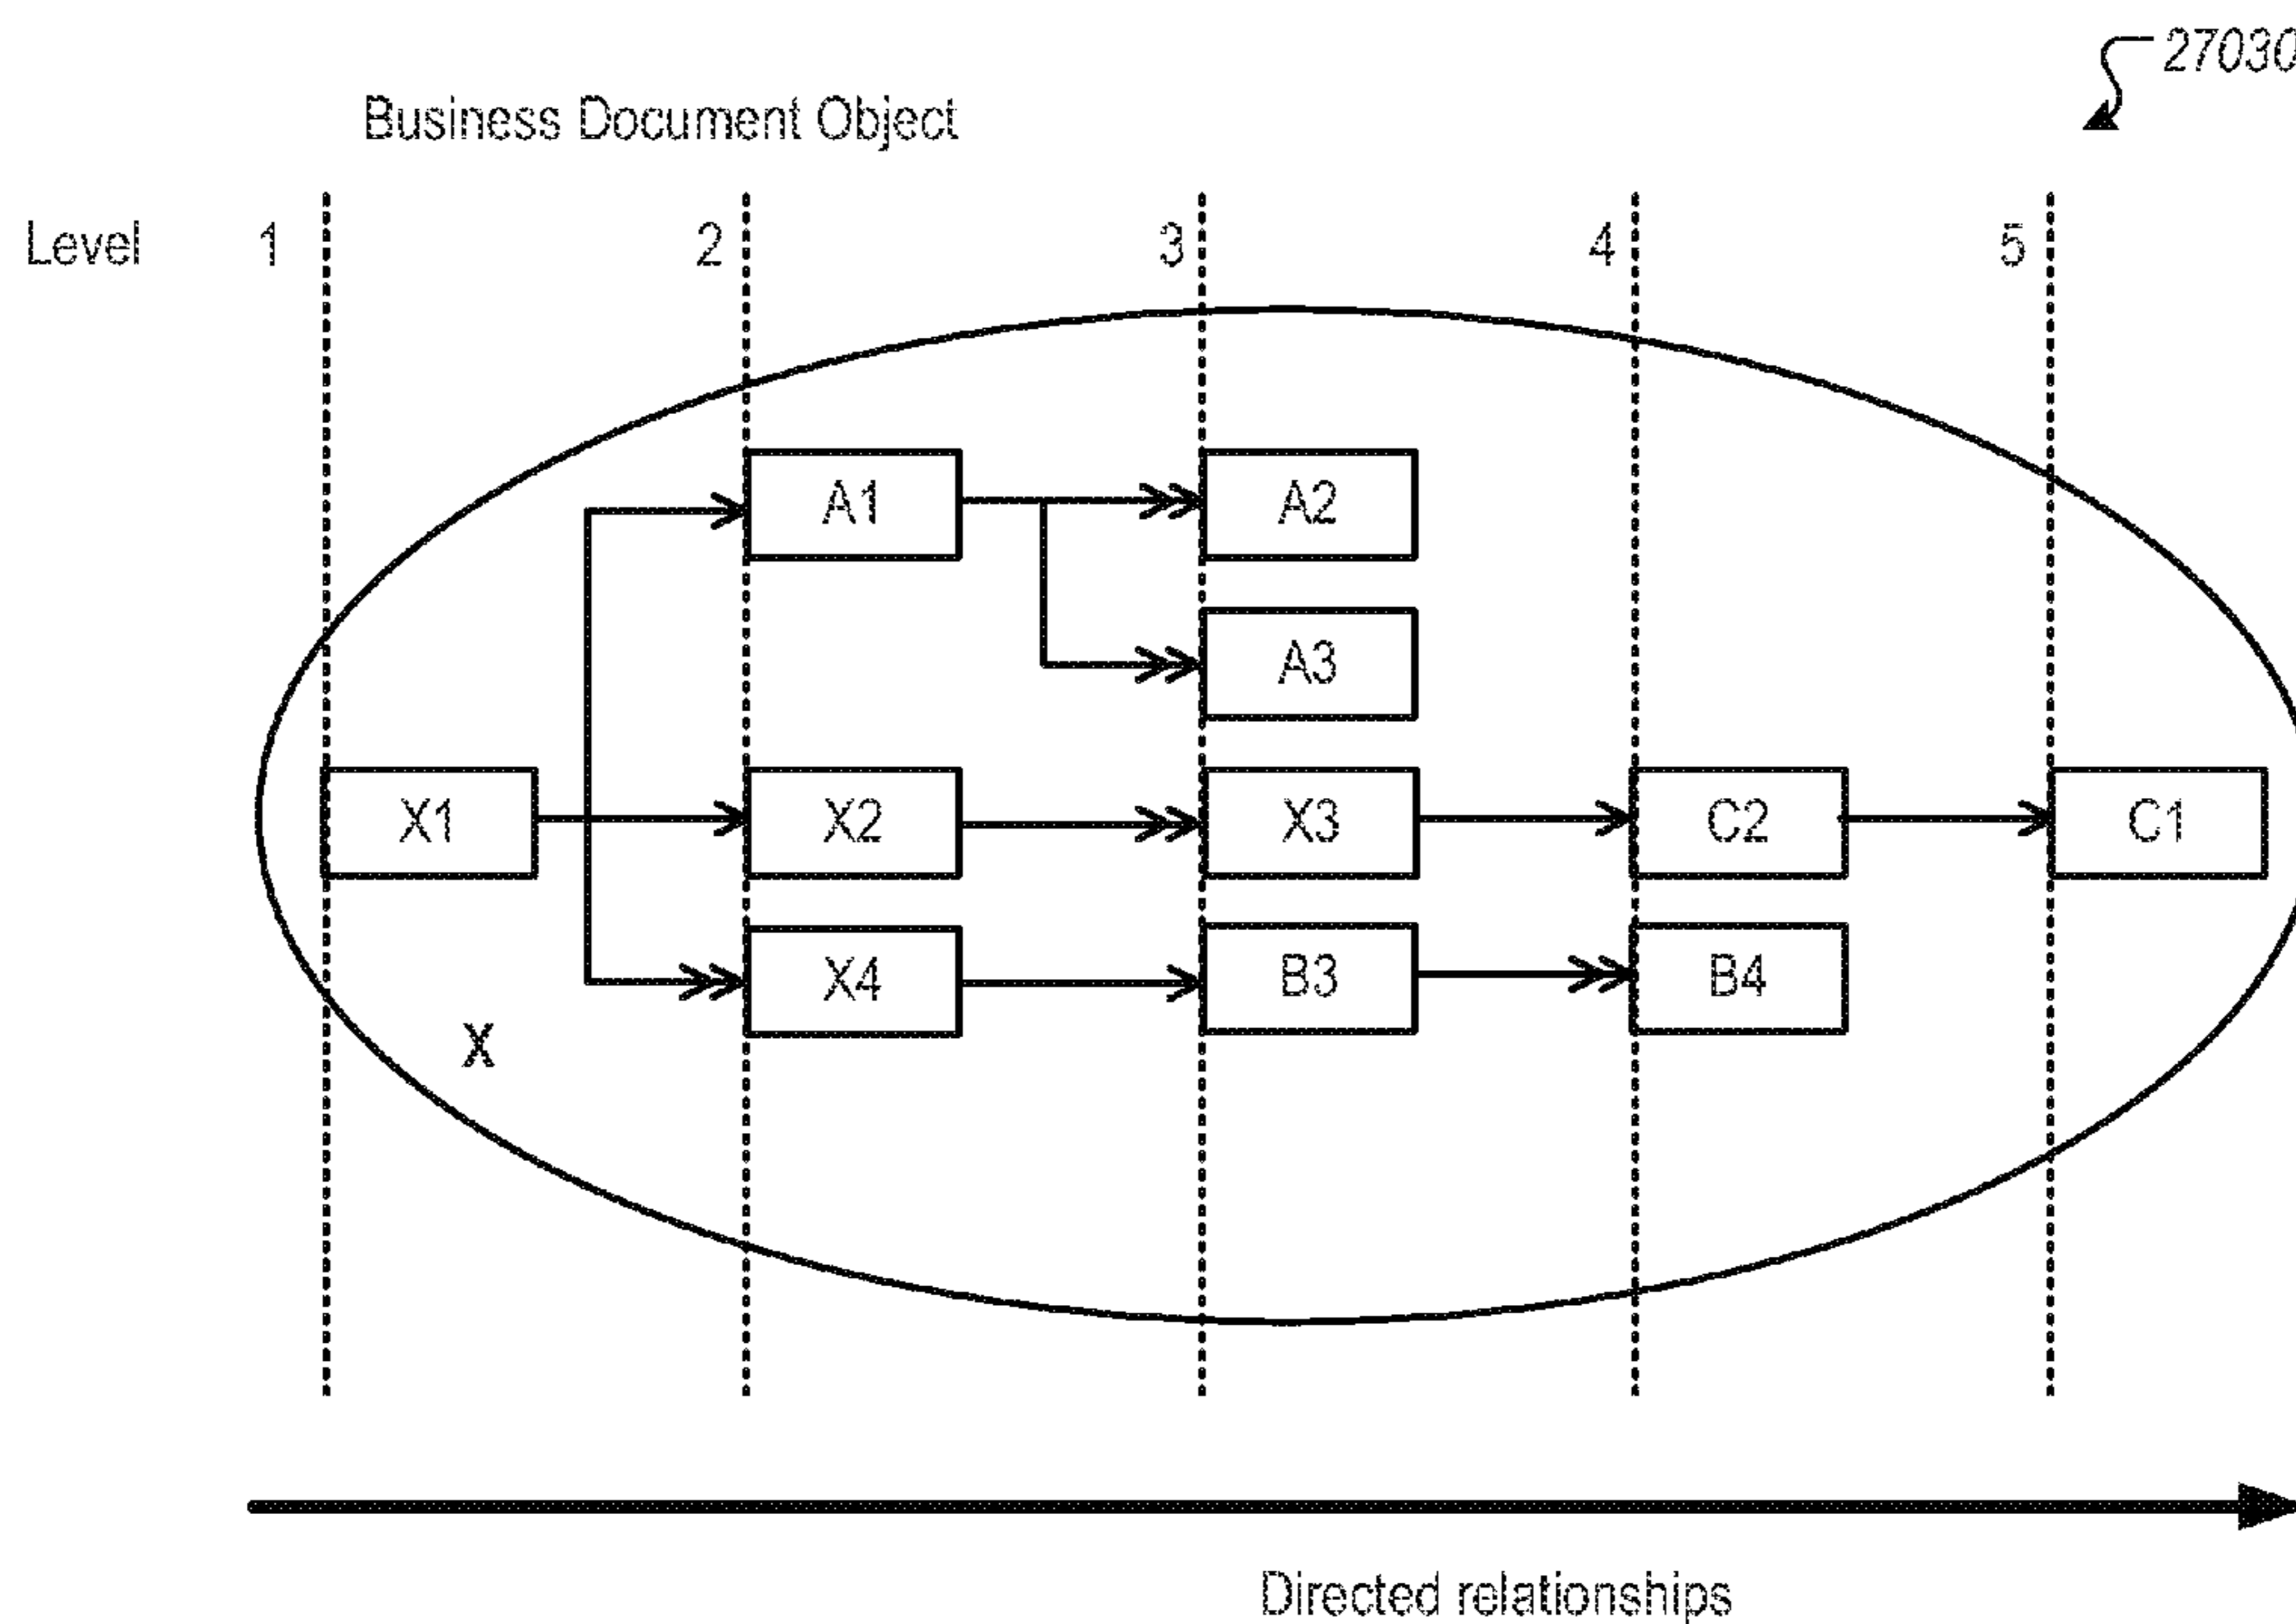 27030
Business Document Object
Level 1 2 3 4 5
A1 A2
A3
X1 X2 X3 C2 C1
X4 B3 B4
X
Directed relationships